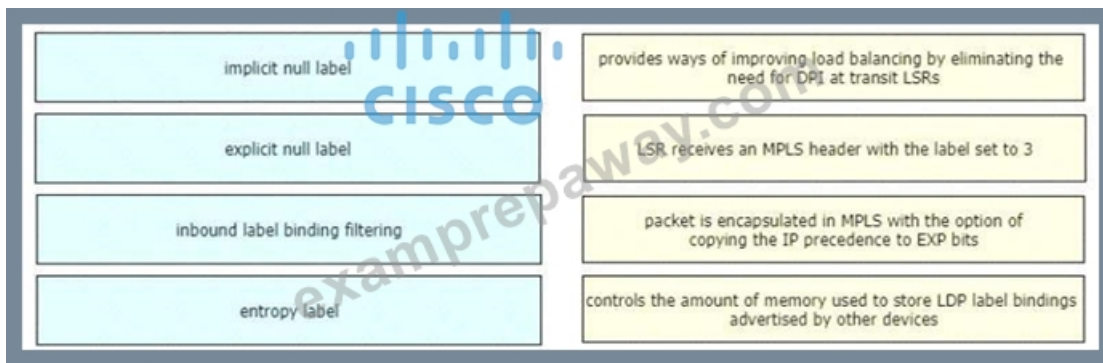 implicit null label
explicit null label
inbound label binding filtering
entropy label
provides ways of improving load balancing by eliminating the
need for DPI at transit LSRs
LSR receives an MPLS header with the label set to 3
packet is encapsulated in MPLS with the option of
copying the IP precedence to EXP bits
controls the amount of memory used to store LDP label bindings
advertised by other devices
CISCO
examprepaway.com